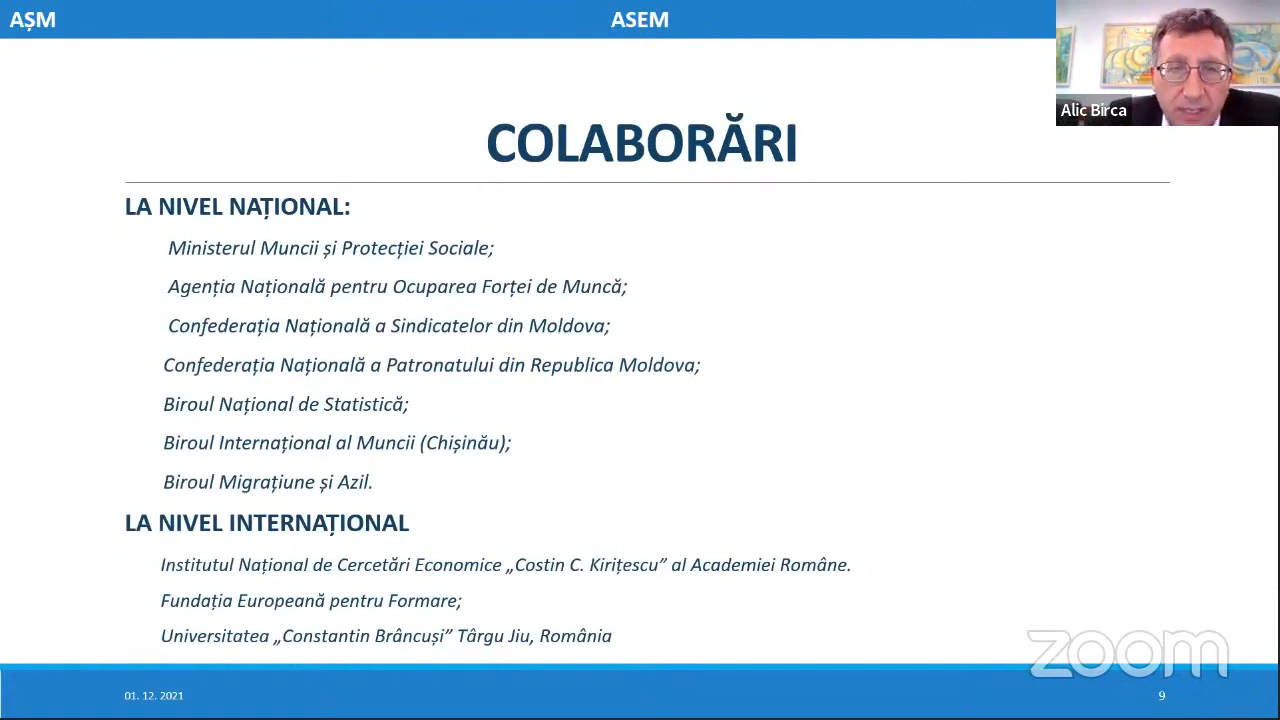 AȘM
ASEM
Alic Birca
COLABORĂRI
LA NIVEL NAȚIONAL:
Ministerul Muncii și Protecției Sociale;
Agenția Națională pentru Ocuparea Forței de Muncă;
Confederația Națională a Sindicatelor din Moldova;
Confederația Națională a Patronatului din Republica Moldova;
Biroul Național de Statistică;
Biroul Internațional al Muncii (Chișinău);
Biroul Migrațiune și Azil.
LA NIVEL INTERNAȚIONAL
Institutul Național de Cercetări Economice „Costin C. Kirițescu” al Academiei Române.
Fundația Europeană pentru Formare;
Universitatea „Constantin Brâncuși” Târgu Jiu, România
zoom
01. 12. 2021
9